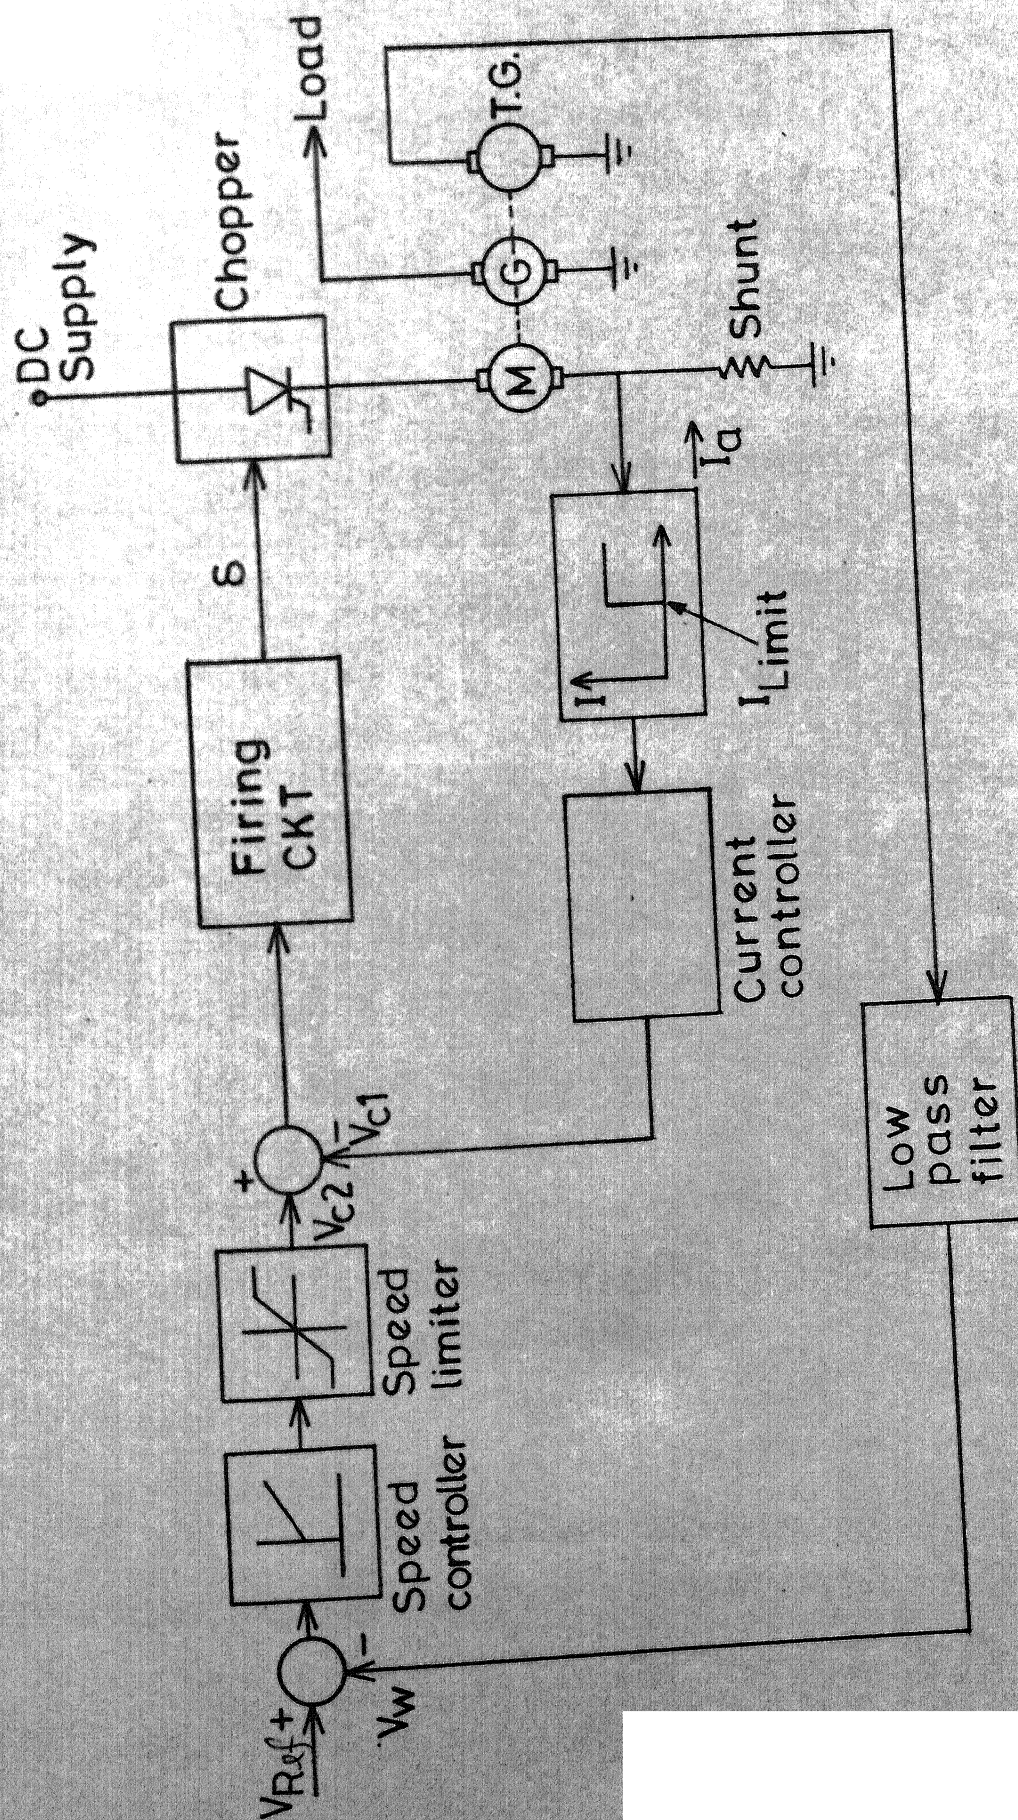 DC
Supply
Chopper
Load
T.G.
G
M
Shunt
Ia
I
ILimit
δ
Firing
CKT
Current
controller
+
−
Vc1
Vc2
Speed
limiter
Speed
controller
Low
pass
filter
VRef
+
−
Vw